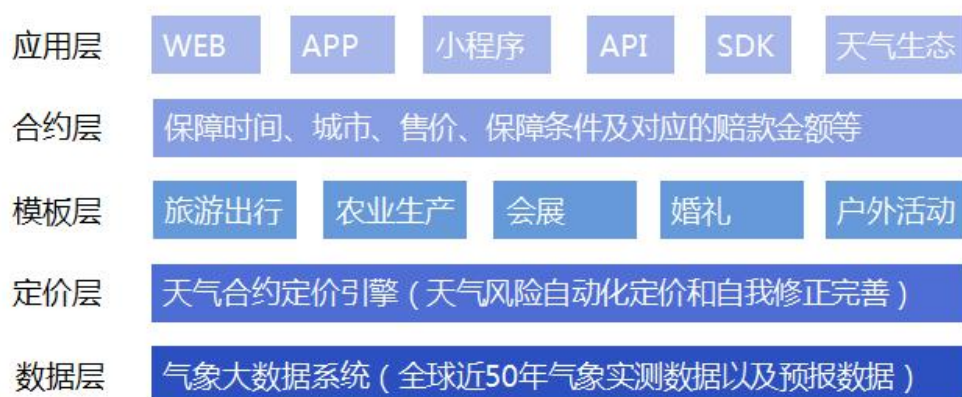 应用层 WEB APP 小程序 API SDK 天气生态
合约层 保障时间、城市、售价、保障条件及对应的赔款金额等
模板层 旅游出行 农业生产 会展 婚礼 户外活动
定价层 天气合约定价引擎（天气风险自动化定价和自我修正完善）
数据层 气象大数据系统（全球近50年气象实测数据以及预报数据）